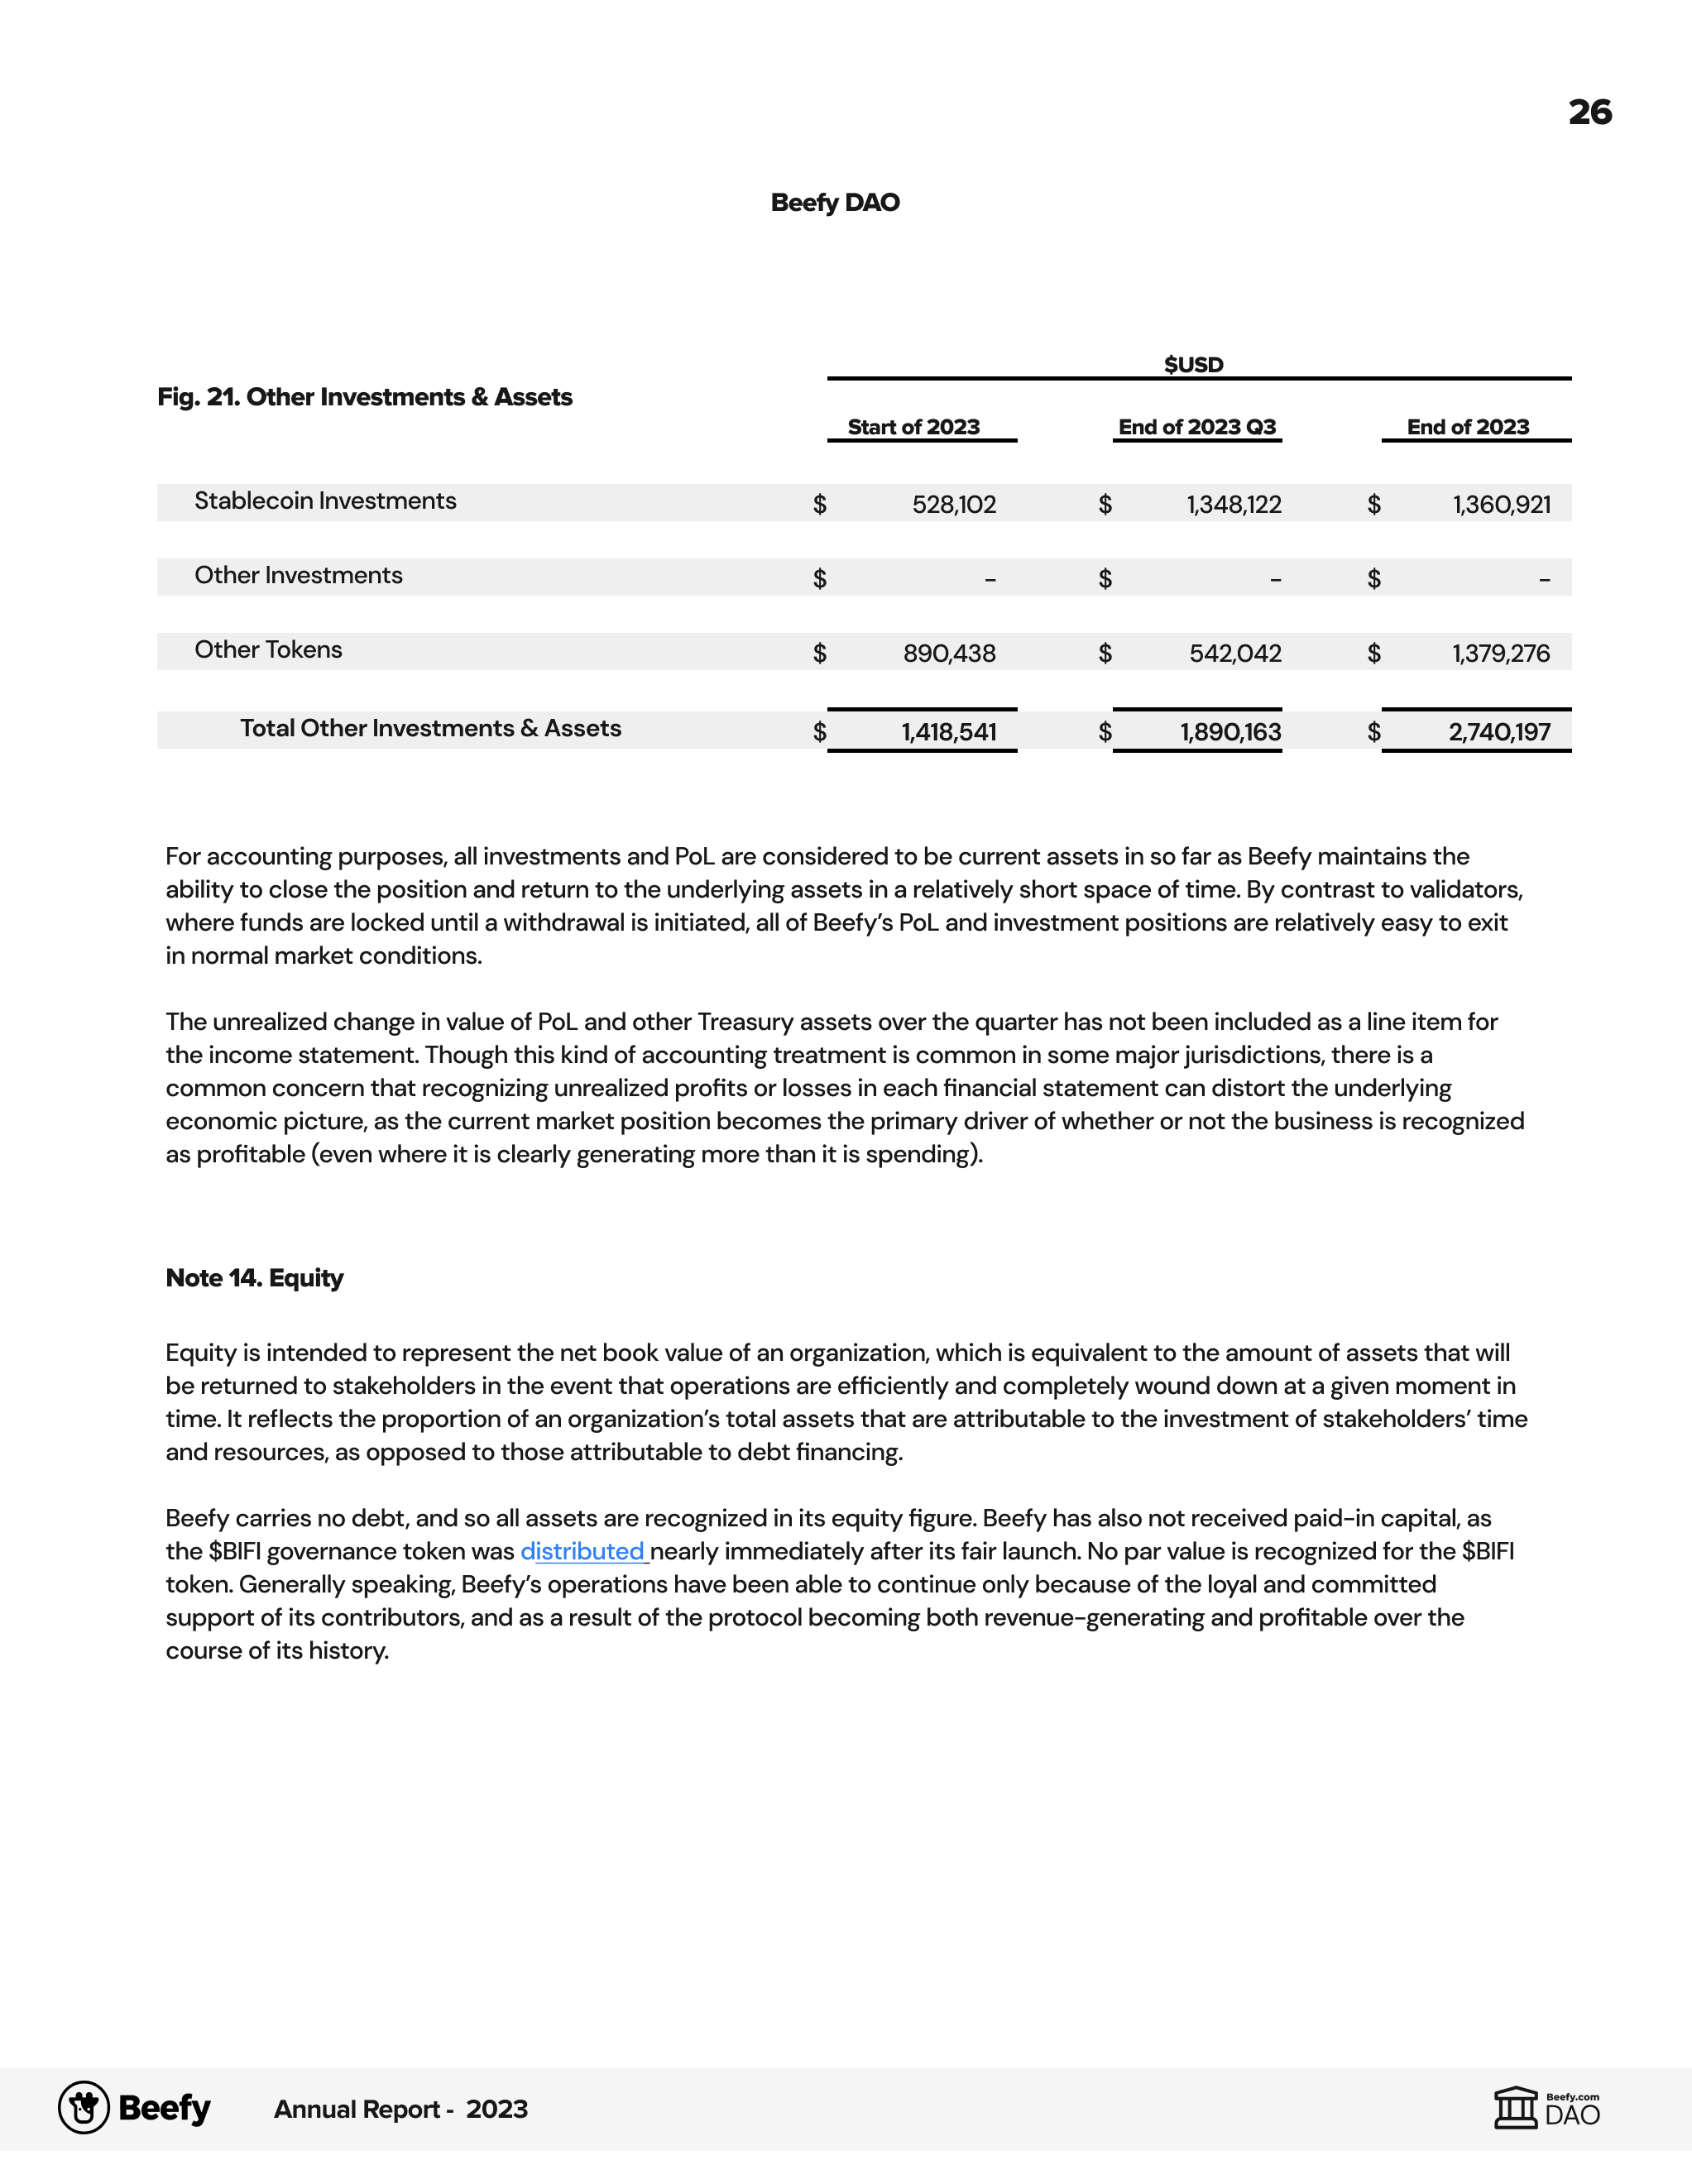 26
Beefy DAO
$USD
Fig. 21. Other Investments & Assets
Start of 2023 End of 2023 Q3 End of 2023
Stablecoin Investments $ 528,102 $ 1,348,122 $ 1,360,921
Other Investments $ – $ – $ –
Other Tokens $ 890,438 $ 542,042 $ 1,379,276
Total Other Investments & Assets $ 1,418,541 $ 1,890,163 $ 2,740,197
For accounting purposes, all investments and PoL are considered to be current assets in so far as Beefy maintains the
ability to close the position and return to the underlying assets in a relatively short space of time. By contrast to validators,
where funds are locked until a withdrawal is initiated, all of Beefy’s PoL and investment positions are relatively easy to exit
in normal market conditions.
The unrealized change in value of PoL and other Treasury assets over the quarter has not been included as a line item for
the income statement. Though this kind of accounting treatment is common in some major jurisdictions, there is a
common concern that recognizing unrealized profits or losses in each financial statement can distort the underlying
economic picture, as the current market position becomes the primary driver of whether or not the business is recognized
as profitable (even where it is clearly generating more than it is spending).
Note 14. Equity
Equity is intended to represent the net book value of an organization, which is equivalent to the amount of assets that will
be returned to stakeholders in the event that operations are efficiently and completely wound down at a given moment in
time. It reflects the proportion of an organization’s total assets that are attributable to the investment of stakeholders’ time
and resources, as opposed to those attributable to debt financing.
Beefy carries no debt, and so all assets are recognized in its equity figure. Beefy has also not received paid-in capital, as
the $BIFI governance token was distributed nearly immediately after its fair launch. No par value is recognized for the $BIFI
token. Generally speaking, Beefy’s operations have been able to continue only because of the loyal and committed
support of its contributors, and as a result of the protocol becoming both revenue-generating and profitable over the
course of its history.
Beefy Annual Report - 2023
Beefy.com
DAO